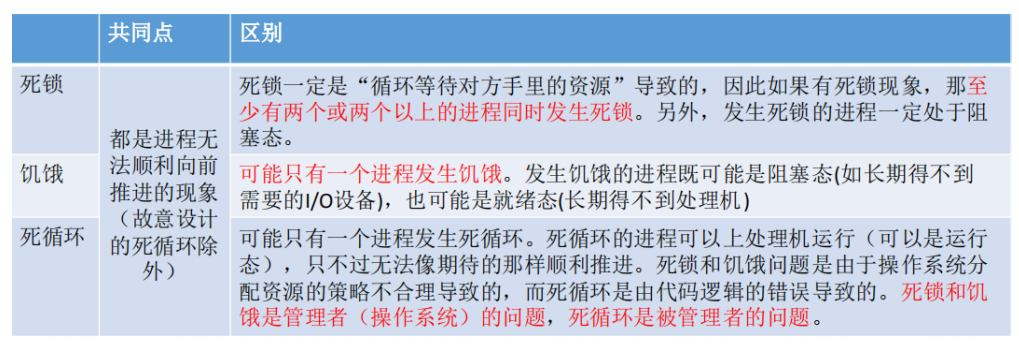 共同点
区别
死锁
都是进程无
法顺利向前
推进的现象
（故意设计
的死循环除
外）
死锁一定是“循环等待对方手里的资源”导致的，因此如果有死锁现象，那至
少有两个或两个以上的进程同时发生死锁。另外，发生死锁的进程一定处于阻
塞态。
饥饿
可能只有一个进程发生饥饿。发生饥饿的进程既可能是阻塞态(如长期得不到
需要的I/O设备)，也可能是就绪态(长期得不到处理机)
死循环
可能只有一个进程发生死循环。死循环的进程可以上处理机运行（可以是运行
态），只不过无法像期待的那样顺利推进。死锁和饥饿问题是由于操作系统分
配资源的策略不合理导致的，而死循环是由代码逻辑的错误导致的。死锁和饥
饿是管理者（操作系统）的问题，死循环是被管理者的问题。